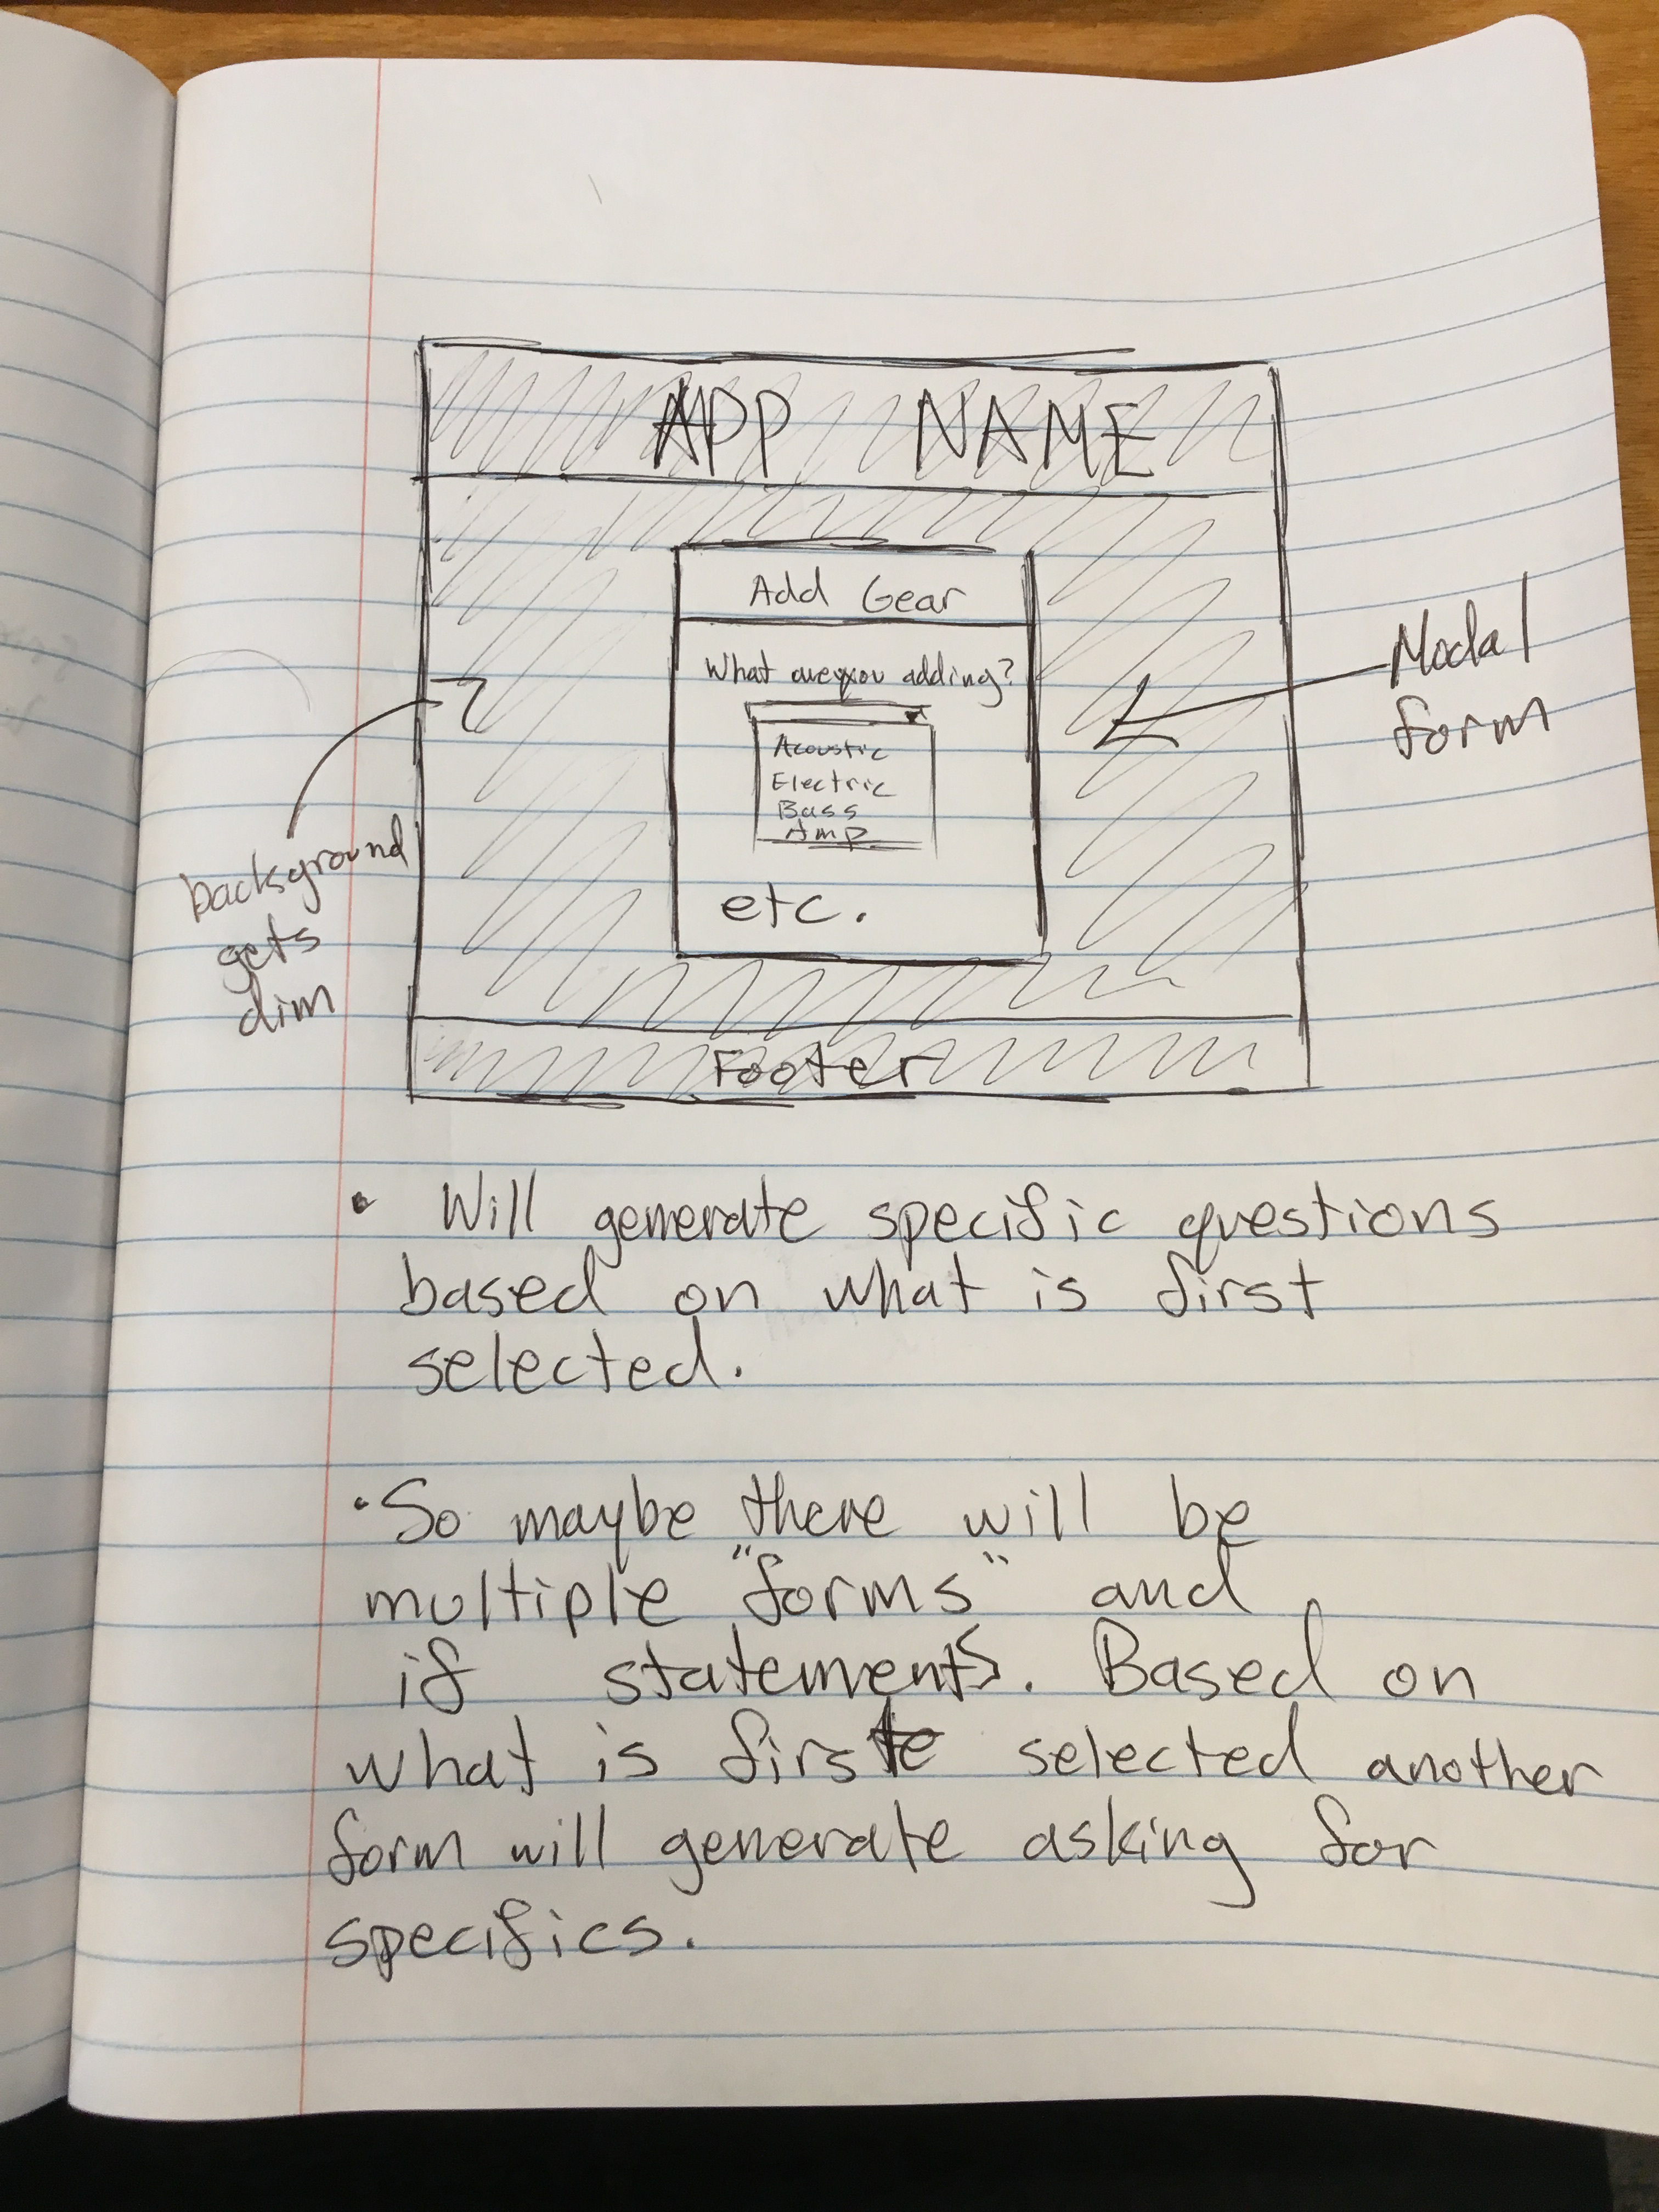 APP NAME
Add Gear
What are you adding?
Acoustic
Electric
Bass
Amp
etc.
Modal
form
background
gets
dim
Footer
• Will generate specific questions
based on what is first
selected.
• So maybe there will be
multiple "forms" and
if statements. Based on
what is first selected another
form will generate asking for
specifics.